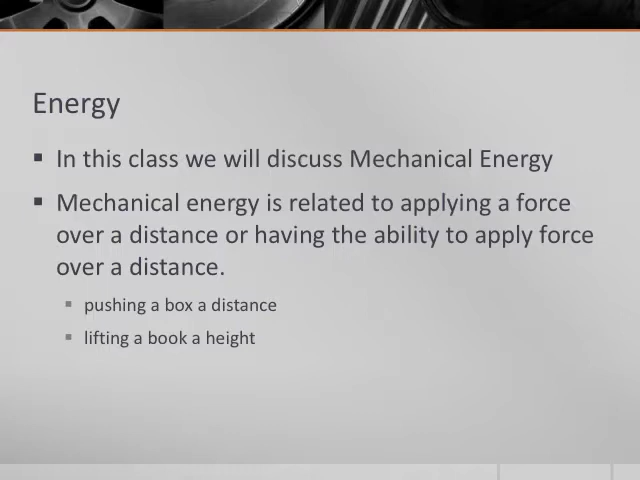 Energy
▪ In this class we will discuss Mechanical Energy
▪ Mechanical energy is related to applying a force
over a distance or having the ability to apply force
over a distance.
▪ pushing a box a distance
▪ lifting a book a height